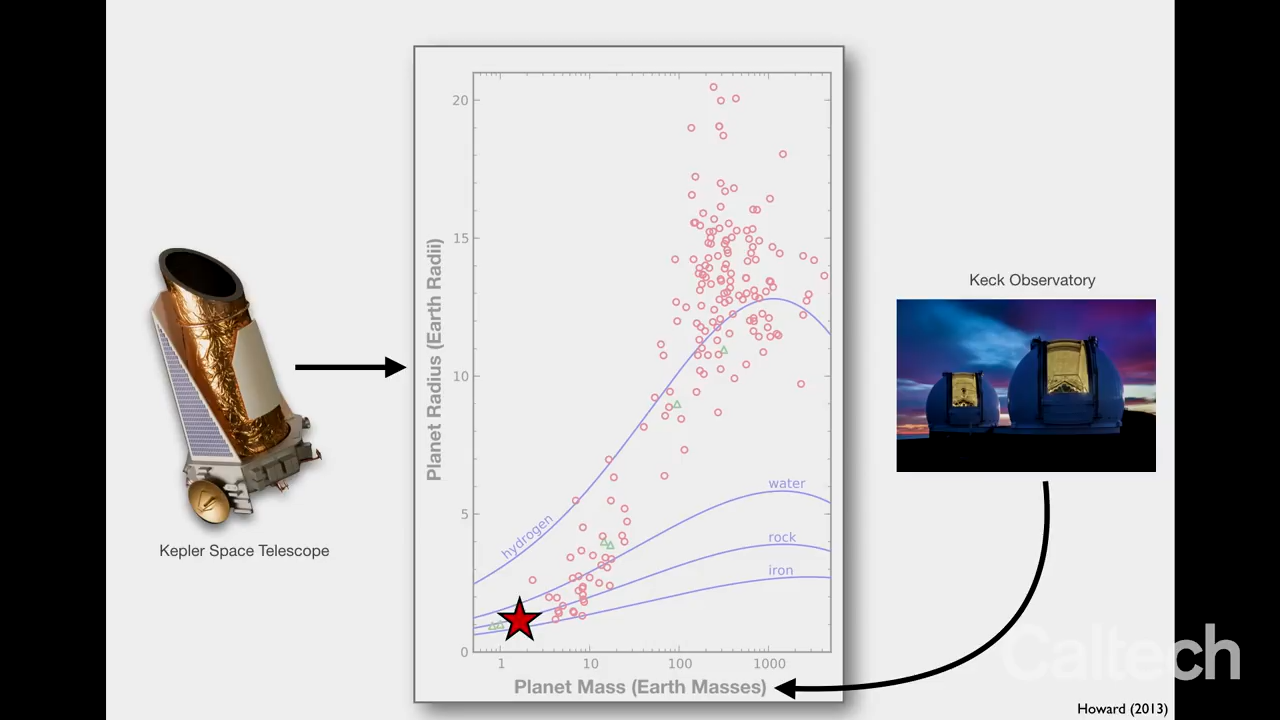 20
15
10
5
0
Planet Radius (Earth Radii)
hydrogen
water
rock
iron
1
10
100
1000
Planet Mass (Earth Masses)
Kepler Space Telescope
Keck Observatory
Caltech
Howard (2013)